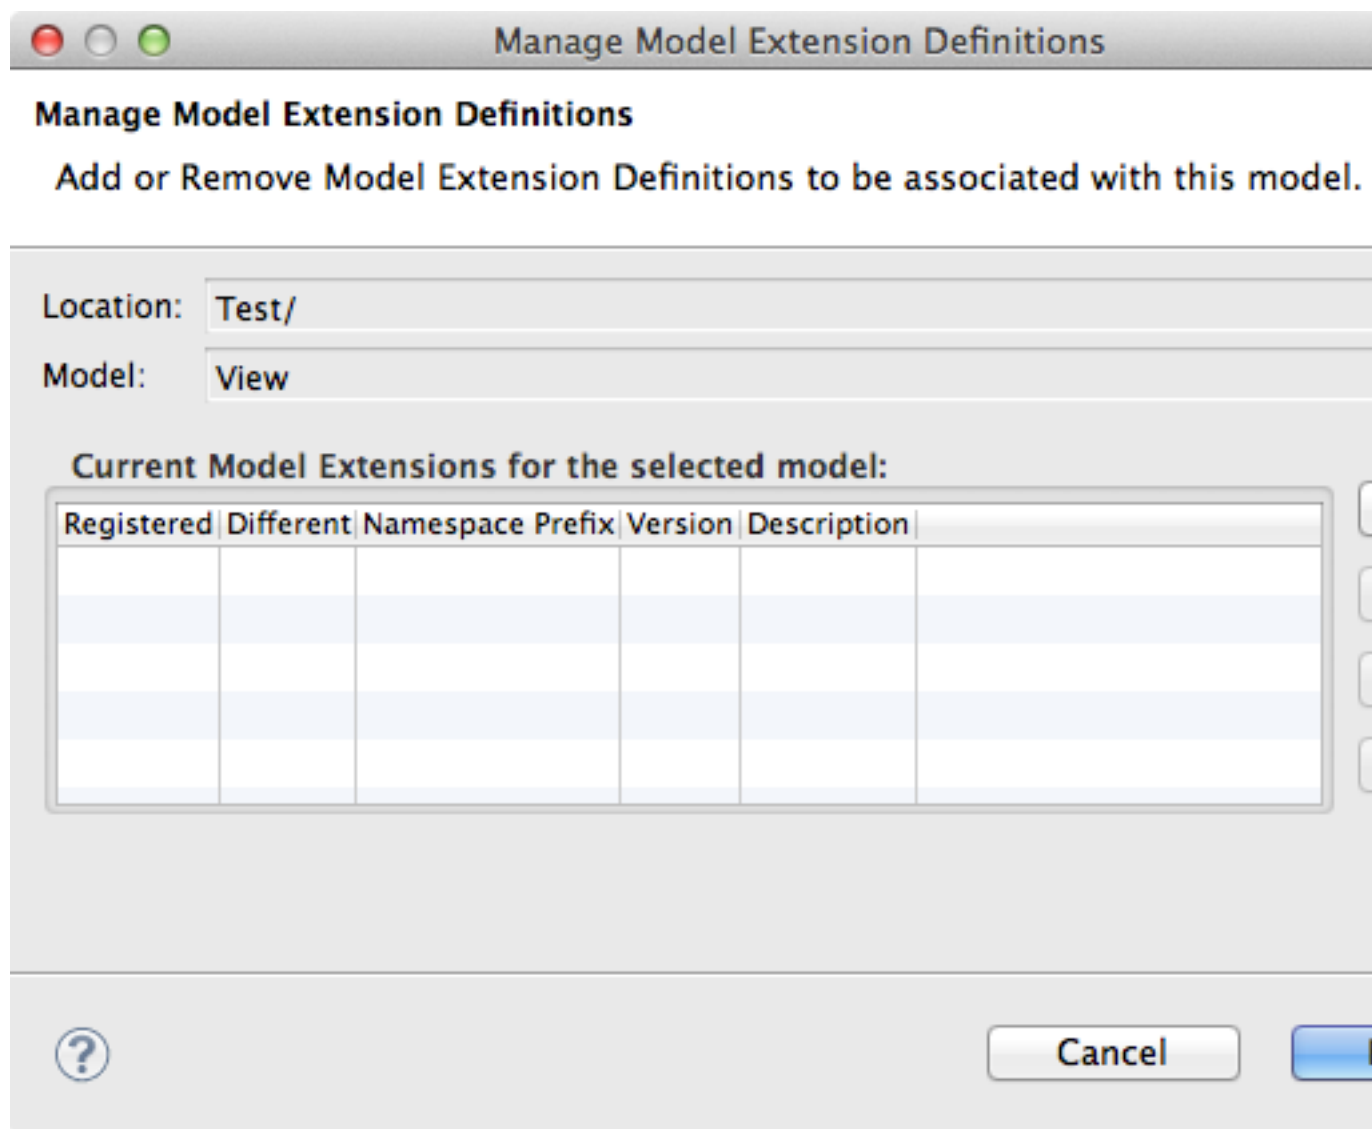 Manage Model Extension Definitions
Manage Model Extension Definitions
Add or Remove Model Extension Definitions to be associated with this model.
Location: Test/
Model: View
Current Model Extensions for the selected model:
Registered Different Namespace Prefix Version Description
? Cancel